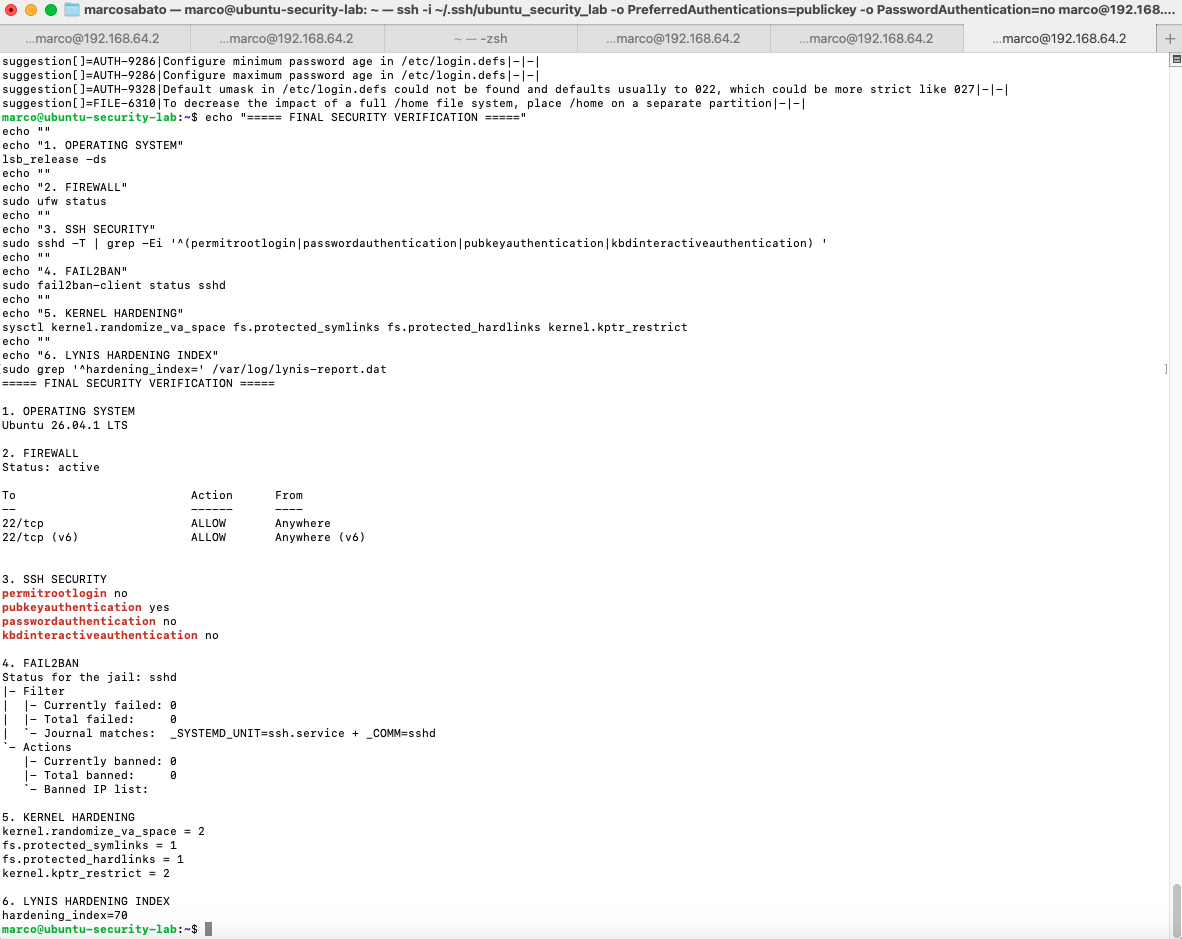 marcosabato — marco@ubuntu-security-lab: ~ — ssh -i ~/.ssh/ubuntu_security_lab -o PreferredAuthentications=publickey -o PasswordAuthentication=no marco@192.168....
...marco@192.168.64.2
...marco@192.168.64.2
~ — -zsh
...marco@192.168.64.2
...marco@192.168.64.2
...marco@192.168.64.2
+
suggestion[]=AUTH-9286|Configure minimum password age in /etc/login.defs|-|-|
suggestion[]=AUTH-9286|Configure maximum password age in /etc/login.defs|-|-|
suggestion[]=AUTH-9328|Default umask in /etc/login.defs could not be found and defaults usually to 022, which could be more strict like 027|-|-|
suggestion[]=FILE-6310|To decrease the impact of a full /home file system, place /home on a separate partition|-|-|
marco@ubuntu-security-lab:~$ echo "===== FINAL SECURITY VERIFICATION ====="
echo ""
echo "1. OPERATING SYSTEM"
lsb_release -ds
echo ""
echo "2. FIREWALL"
sudo ufw status
echo ""
echo "3. SSH SECURITY"
sudo sshd -T | grep -Ei '^(permitrootlogin|passwordauthentication|pubkeyauthentication|kbdinteractiveauthentication) '
echo ""
echo "4. FAIL2BAN"
sudo fail2ban-client status sshd
echo ""
echo "5. KERNEL HARDENING"
sysctl kernel.randomize_va_space fs.protected_symlinks fs.protected_hardlinks kernel.kptr_restrict
echo ""
echo "6. LYNIS HARDENING INDEX"
[sudo grep '^hardening_index=' /var/log/lynis-report.dat ]
===== FINAL SECURITY VERIFICATION =====

1. OPERATING SYSTEM
Ubuntu 26.04.1 LTS

2. FIREWALL
Status: active

To                         Action      From
--                         ------      ----
22/tcp                     ALLOW       Anywhere
22/tcp (v6)                ALLOW       Anywhere (v6)

3. SSH SECURITY
permitrootlogin no
pubkeyauthentication yes
passwordauthentication no
kbdinteractiveauthentication no

4. FAIL2BAN
Status for the jail: sshd
|- Filter
|  |- Currently failed: 0
|  |- Total failed:     0
|  `- Journal matches:  _SYSTEMD_UNIT=ssh.service + _COMM=sshd
`- Actions
   |- Currently banned: 0
   |- Total banned:     0
   `- Banned IP list:

5. KERNEL HARDENING
kernel.randomize_va_space = 2
fs.protected_symlinks = 1
fs.protected_hardlinks = 1
kernel.kptr_restrict = 2

6. LYNIS HARDENING INDEX
hardening_index=70
marco@ubuntu-security-lab:~$